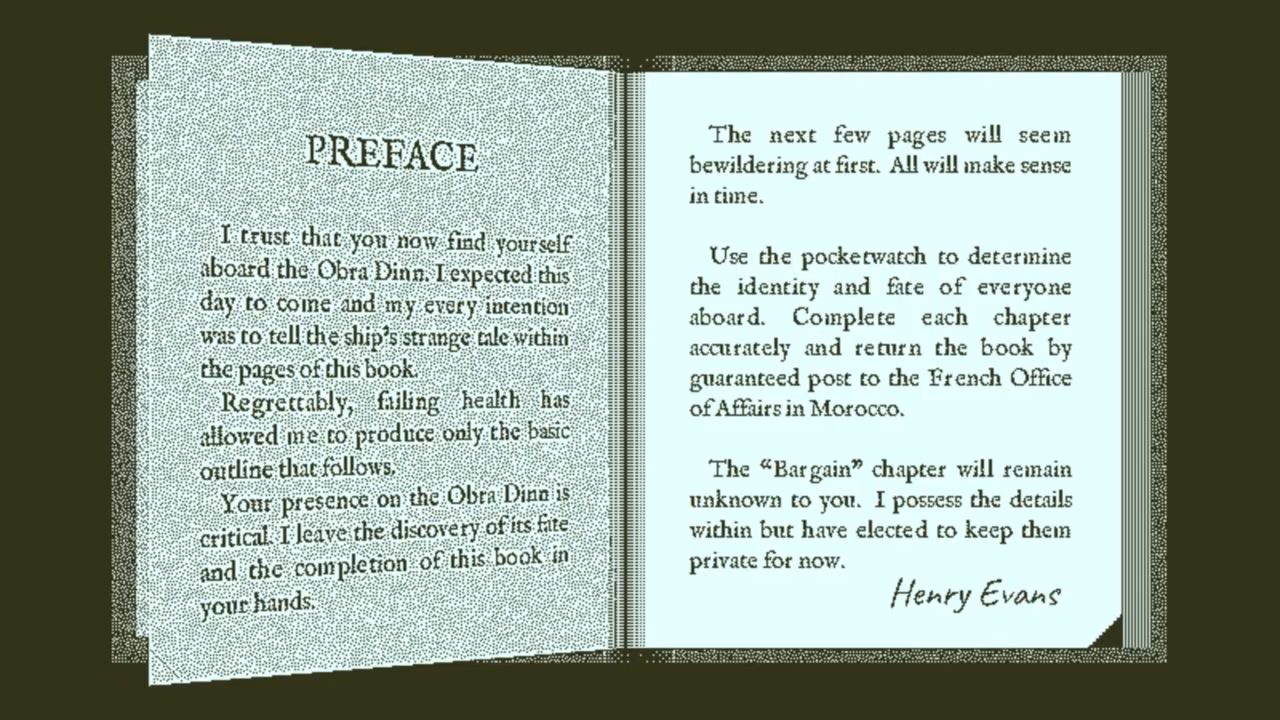 PREFACE
I trust that you now find yourself
aboard the Obra Dinn. I expected this
day to come and my every intention
was to tell the ship's strange tale within
the pages of this book.
Regrettably, failing health has
allowed me to produce only the basic
outline that follows.
Your presence on the Obra Dinn is
critical. I leave the discovery of its fate
and the completion of this book in
your hands.
The next few pages will seem
bewildering at first. All will make sense
in time.
Use the pocketwatch to determine
the identity and fate of everyone
aboard. Complete each chapter
accurately and return the book by
guaranteed post to the French Office
of Affairs in Morocco.
The “Bargain” chapter will remain
unknown to you. I possess the details
within but have elected to keep them
private for now.
Henry Evans